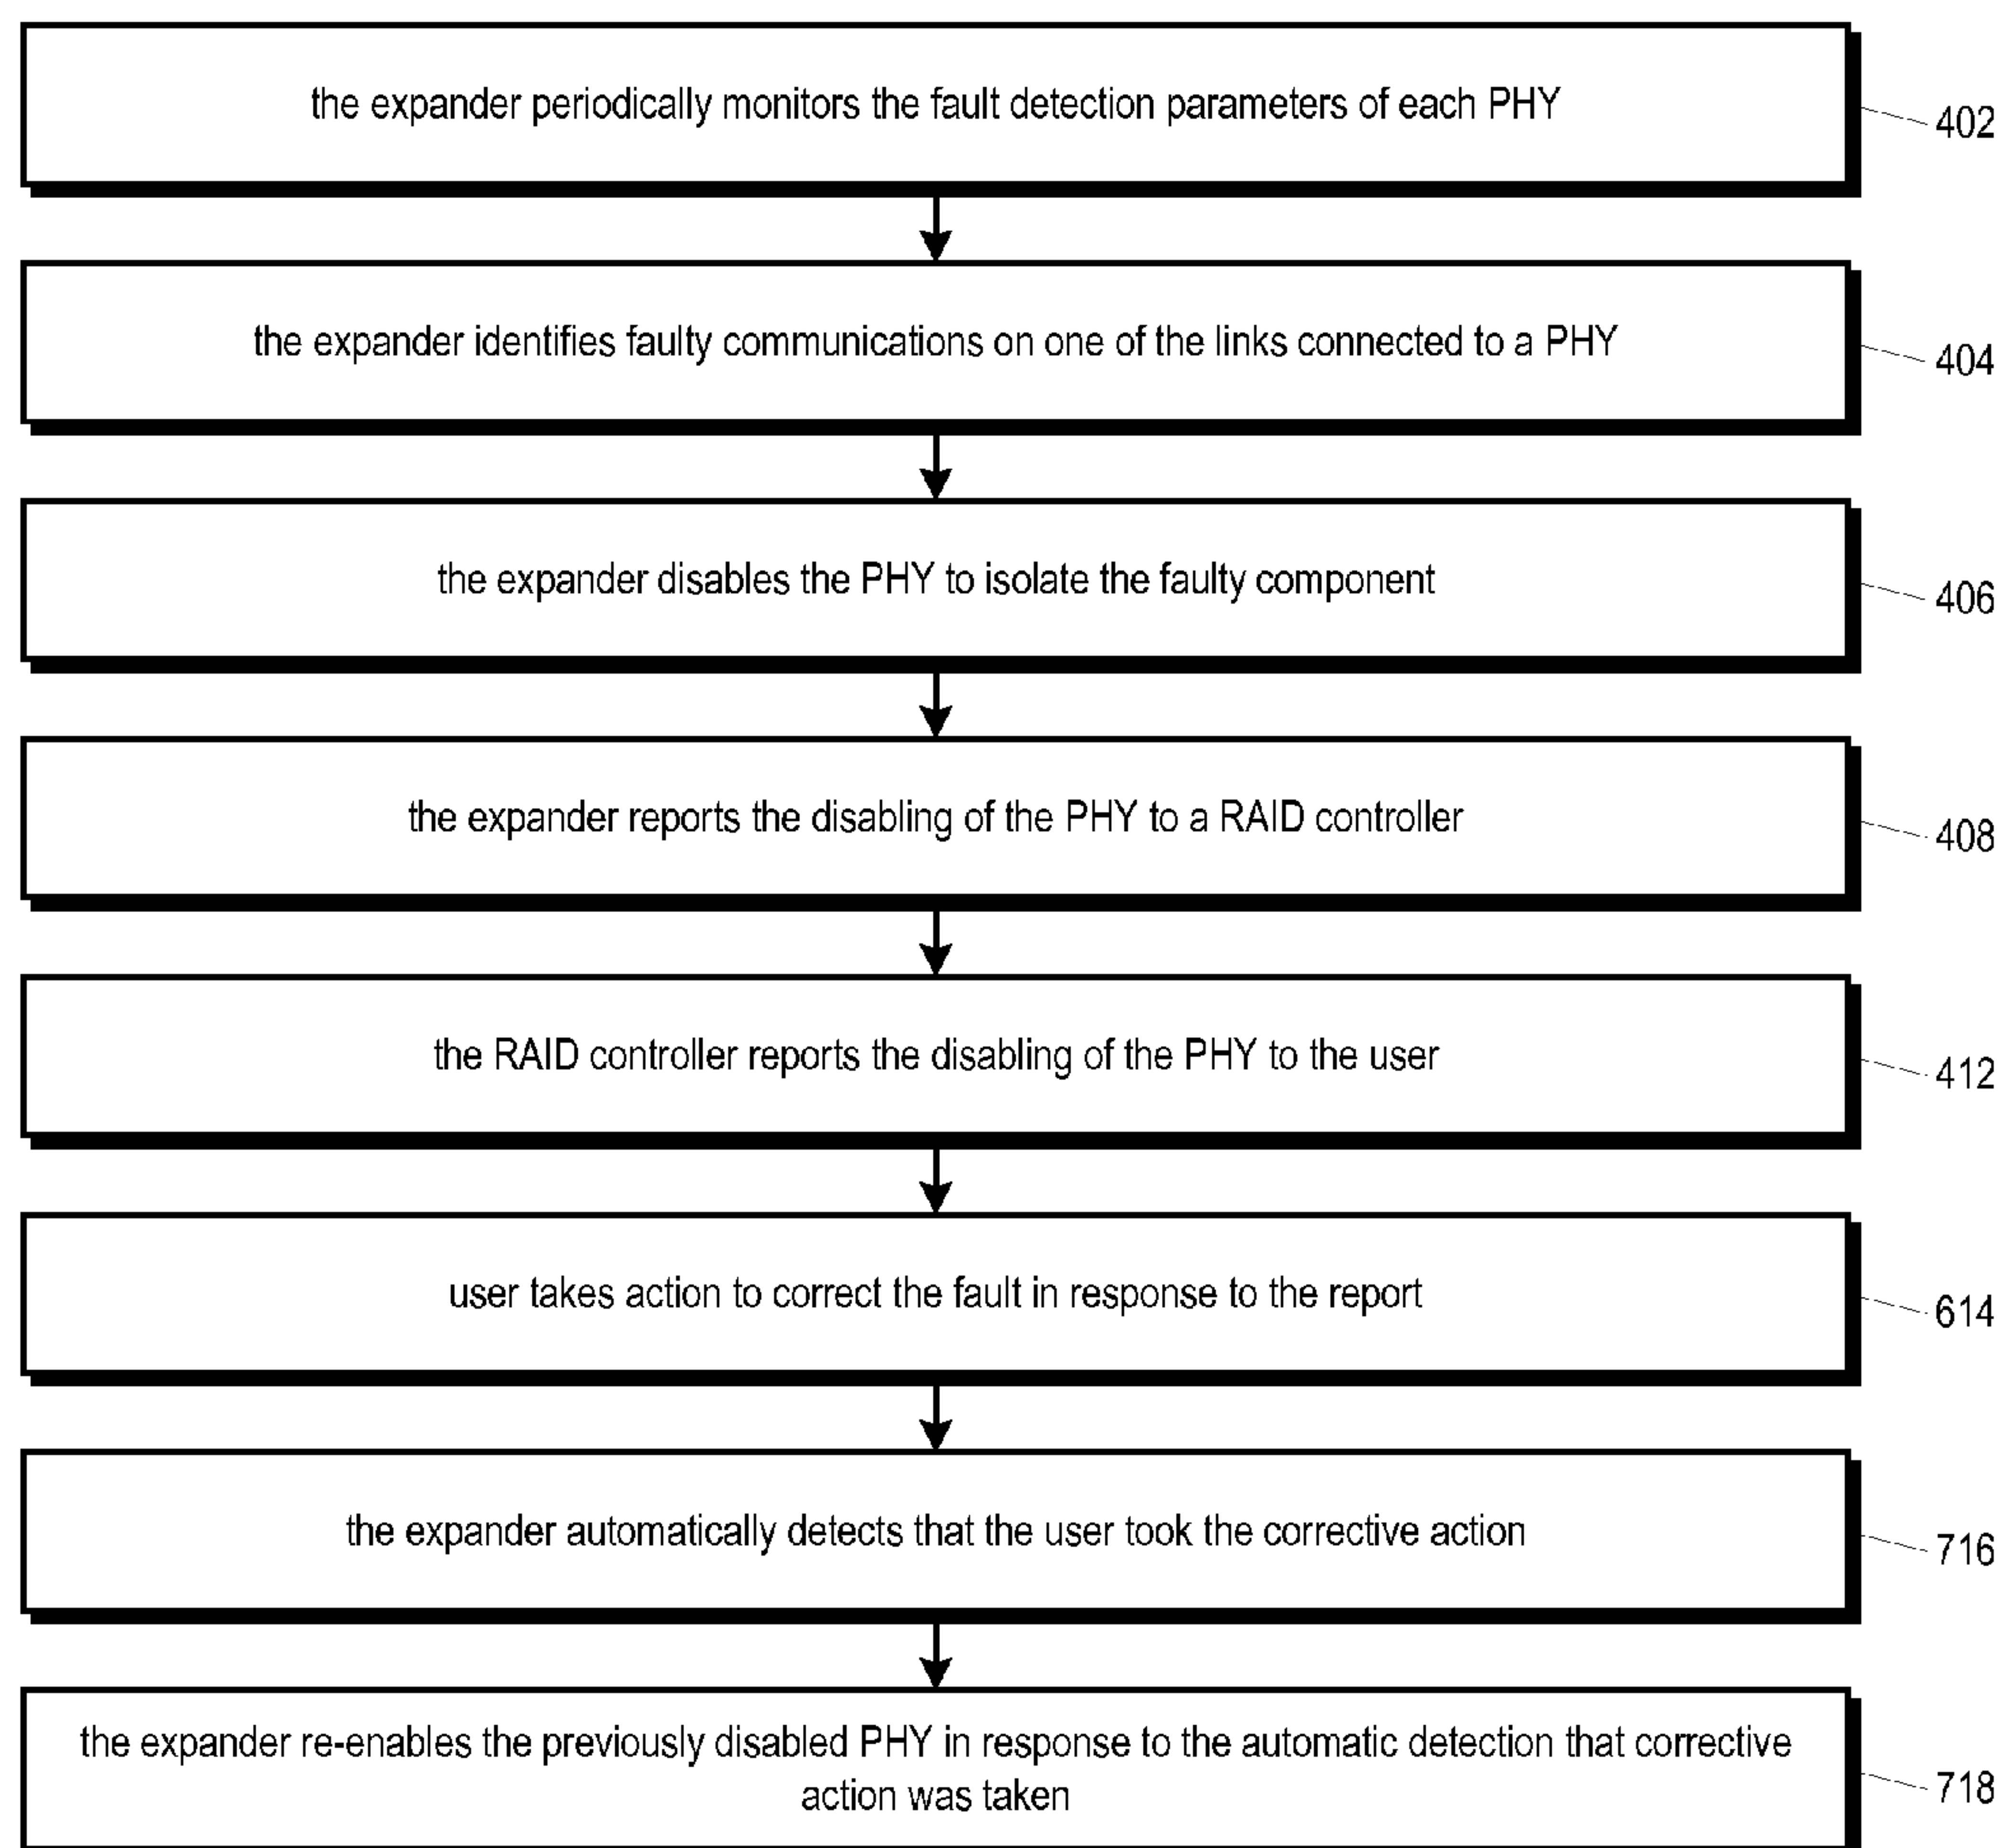 the expander periodically monitors the fault detection parameters of each PHY
402
the expander identifies faulty communications on one of the links connected to a PHY
404
the expander disables the PHY to isolate the faulty component
406
the expander reports the disabling of the PHY to a RAID controller
408
the RAID controller reports the disabling of the PHY to the user
412
user takes action to correct the fault in response to the report
614
the expander automatically detects that the user took the corrective action
716
the expander re-enables the previously disabled PHY in response to the automatic detection that corrective
action was taken
718